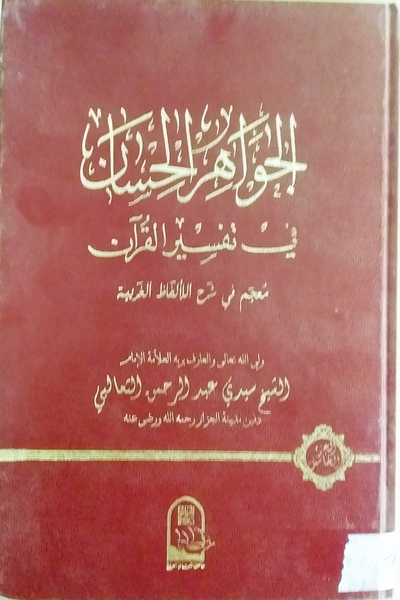 الجواهر الحسان
في تفسير القرآن
معجم في شرح الألفاظ الغريبة
ولي الله تعالى والعارف بربه العلامة الإمام
الشيخ سيدي عبد الرحمن الثعالبي
دفين مدينة الجزائر رحمه الله ورضي عنه